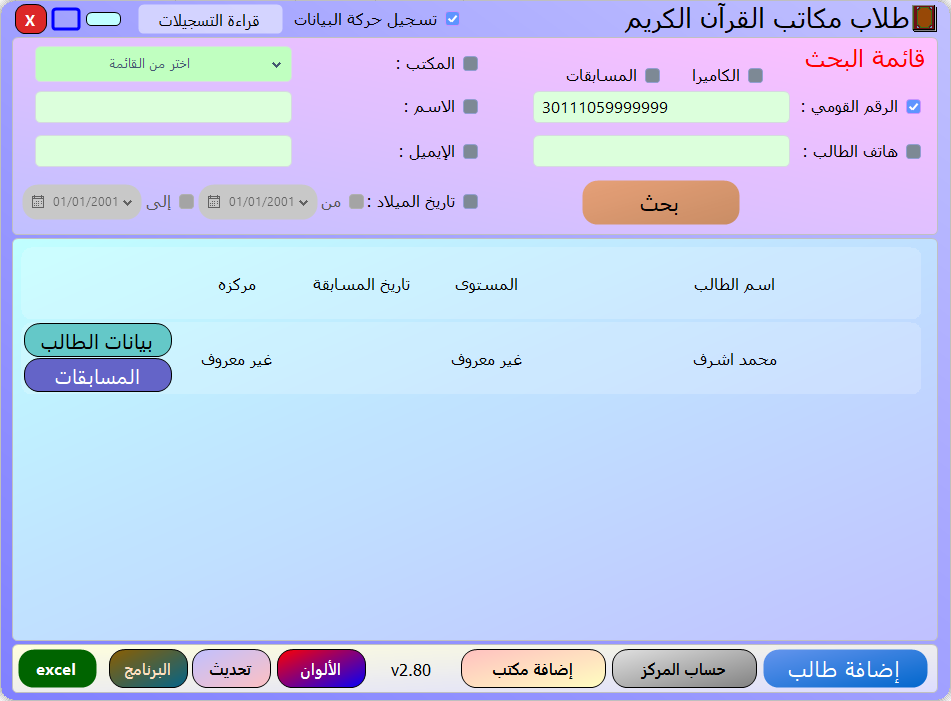 طلاب مكاتب القرآن الكريم
تسجيل حركة البيانات
قراءة التسجيلات
X
قائمة البحث
الكاميرا
المسابقات
المكتب :
اختر من القائمة
الرقم القومي :
30111059999999
الاسم :
هاتف الطالب :
الإيميل :
بحث
تاريخ الميلاد :
من
01/01/2001
إلى
01/01/2001
اسم الطالب المستوى تاريخ المسابقة مركزه
محمد اشرف غير معروف غير معروف
بيانات الطالب
المسابقات
إضافة طالب
حساب المركز
إضافة مكتب
v2.80
الألوان
تحديث
البرنامج
excel